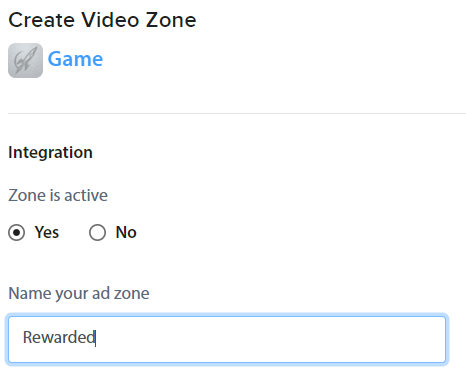 Create Video Zone
Game
Integration
Zone is active
Yes No
Name your ad zone
Rewarded